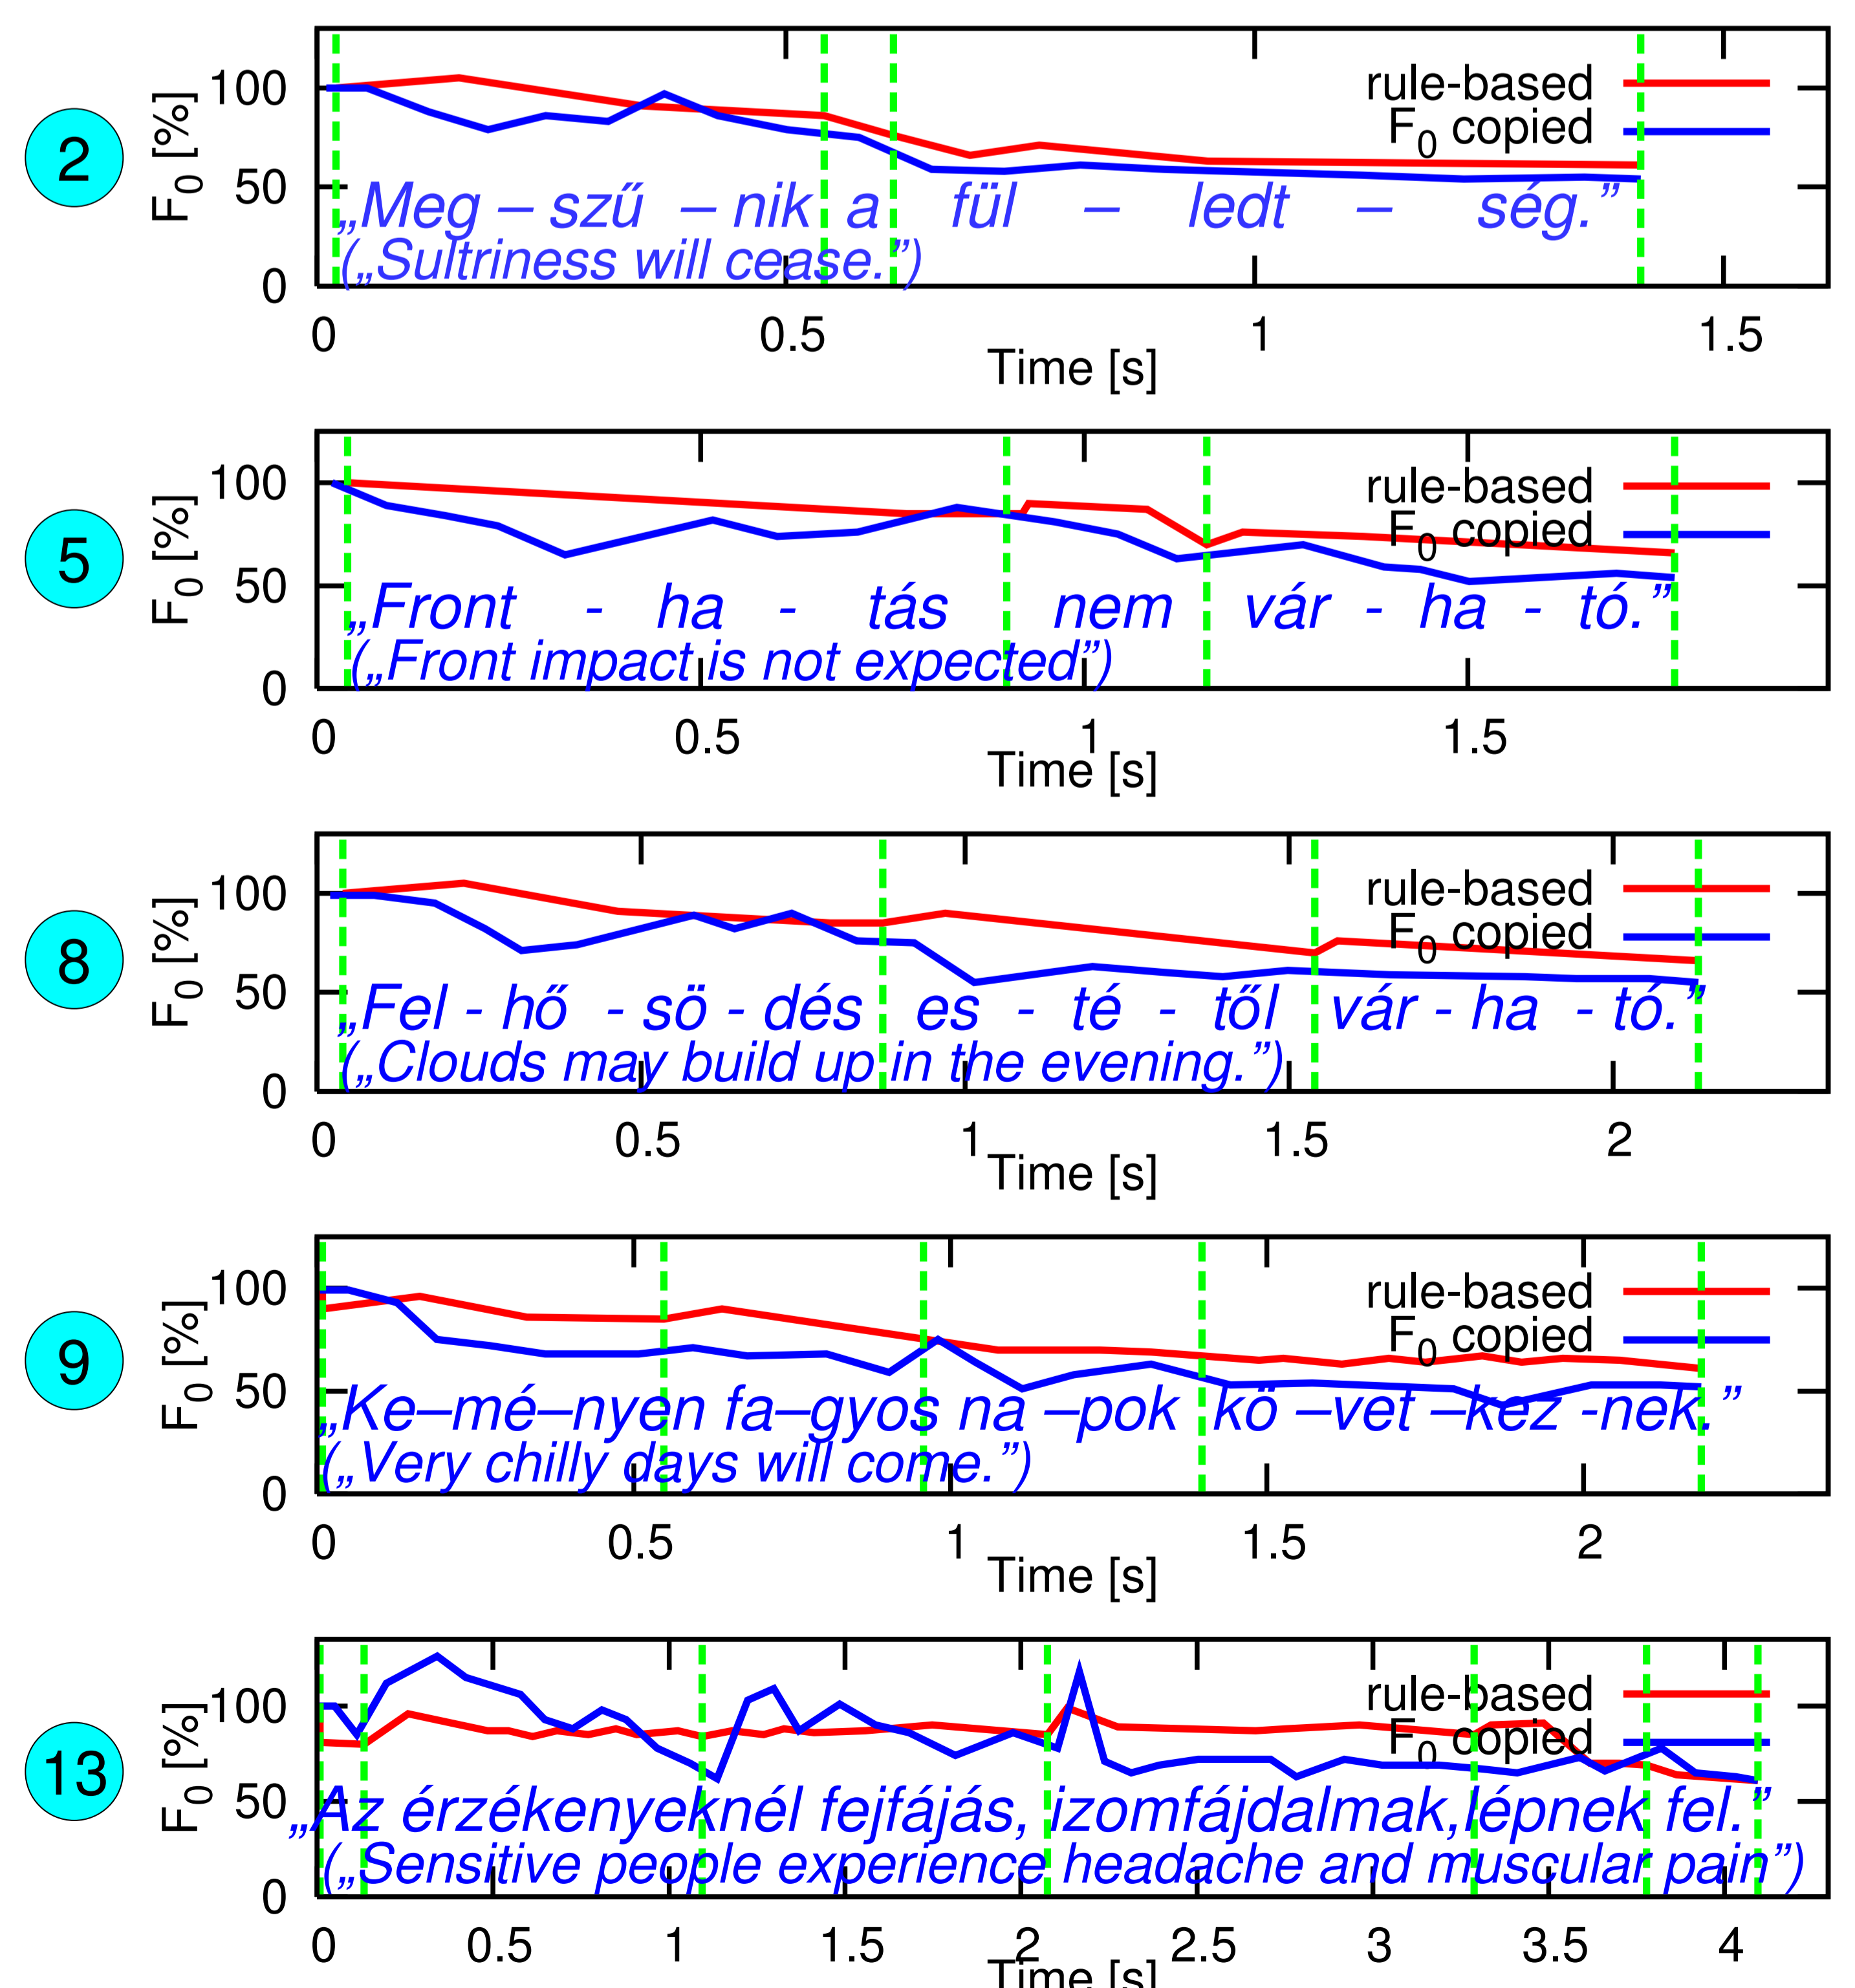 2
F0 [%]
100
50
0
rule-based
F0 copied
„Meg – szű – nik a fül – ledt – ség.”
(„Sultriness will cease.”)
0 0.5 1 1.5
Time [s]
5
F0 [%]
100
50
0
rule-based
F0 copied
„Front - ha - tás nem vár - ha - tó.”
(„Front impact is not expected”)
0 0.5 1 1.5
Time [s]
8
F0 [%]
100
50
0
rule-based
F0 copied
„Fel - hő - sö - dés es - té - től vár - ha - tó.”
(„Clouds may build up in the evening.”)
0 0.5 1 1.5 2
Time [s]
9
F0 [%]
100
50
0
rule-based
F0 copied
„Ke–mé–nyen fa–gyos na –pok kö –vet –kez -nek.”
(„Very chilly days will come.”)
0 0.5 1 1.5 2
Time [s]
13
F0 [%]
100
50
0
rule-based
F0 copied
„Az érzékenyeknél fejfájás, izomfájdalmak,lépnek fel.”
(„Sensitive people experience headache and muscular pain”)
0 0.5 1 1.5 2 2.5 3 3.5 4
Time [s]